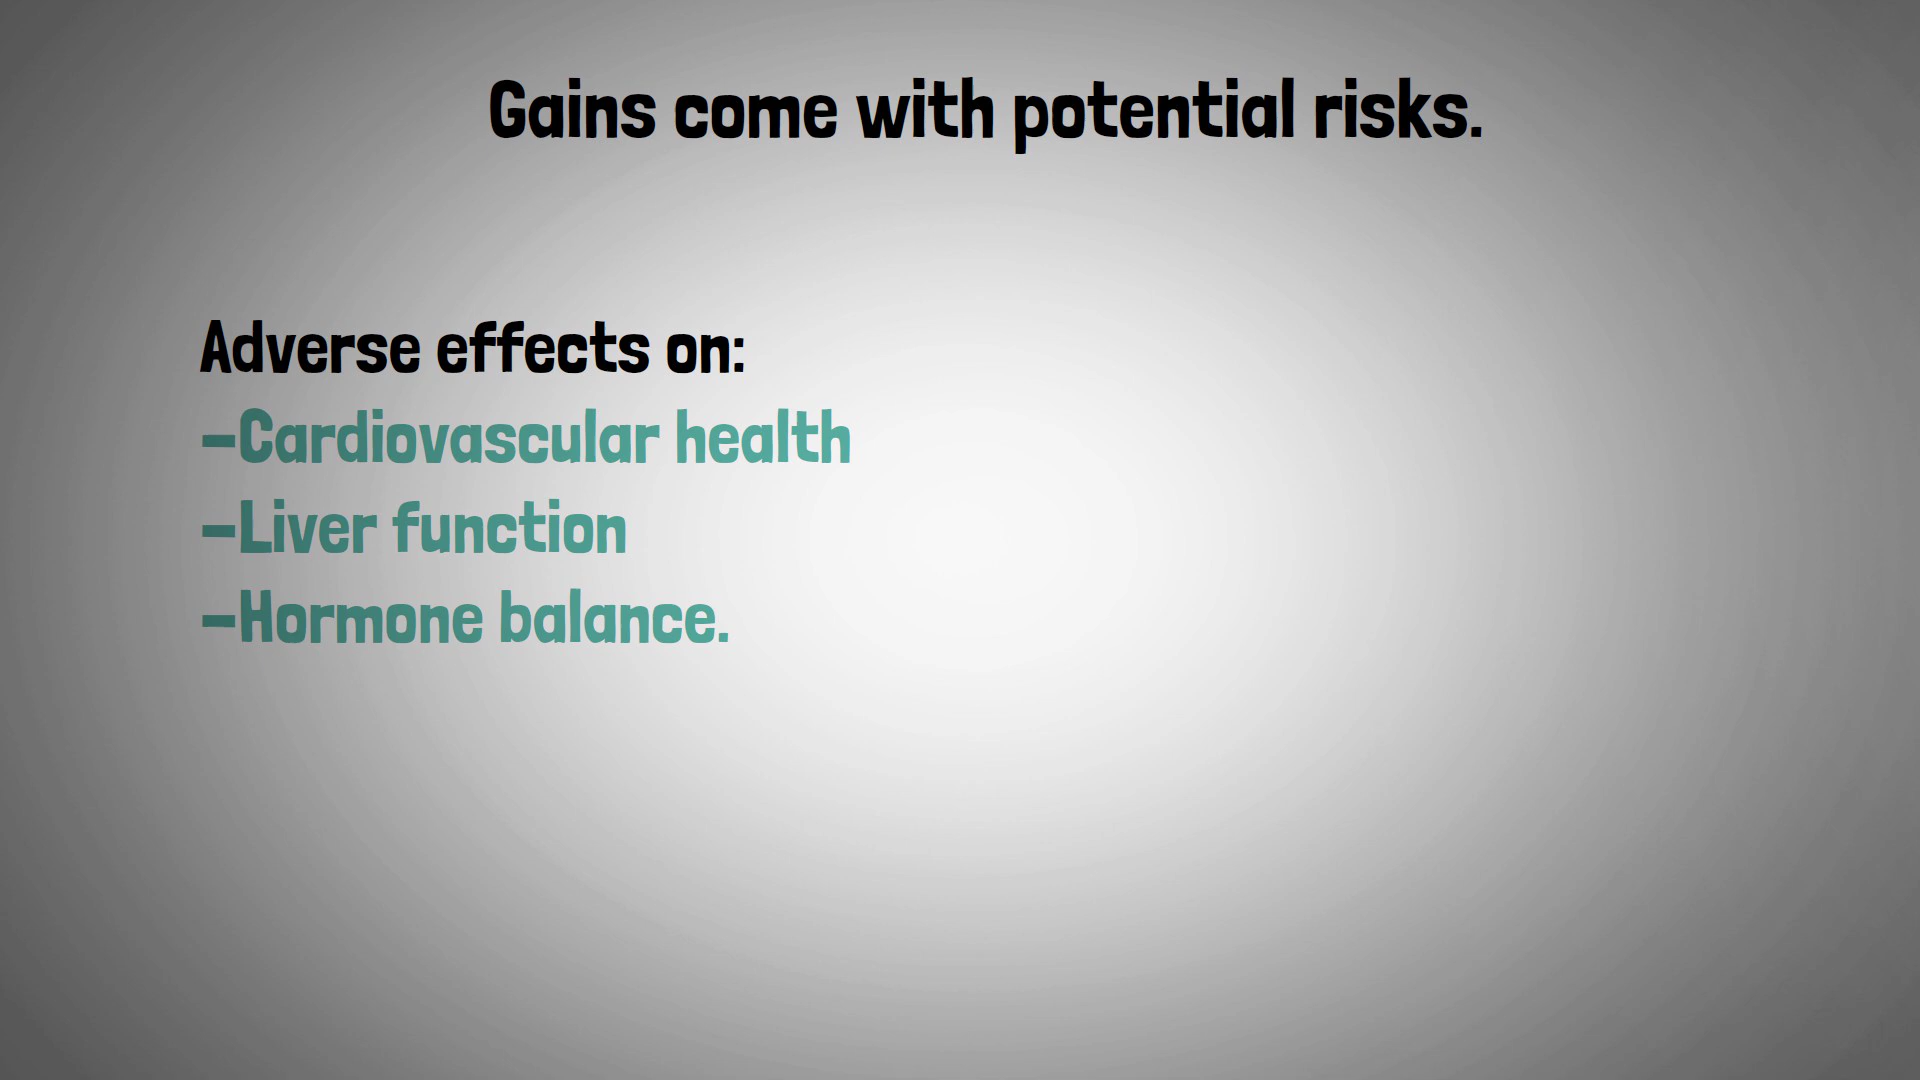 Gains come with potential risks.
Adverse effects on:
-Cardiovascular health
-Liver function
-Hormone balance.